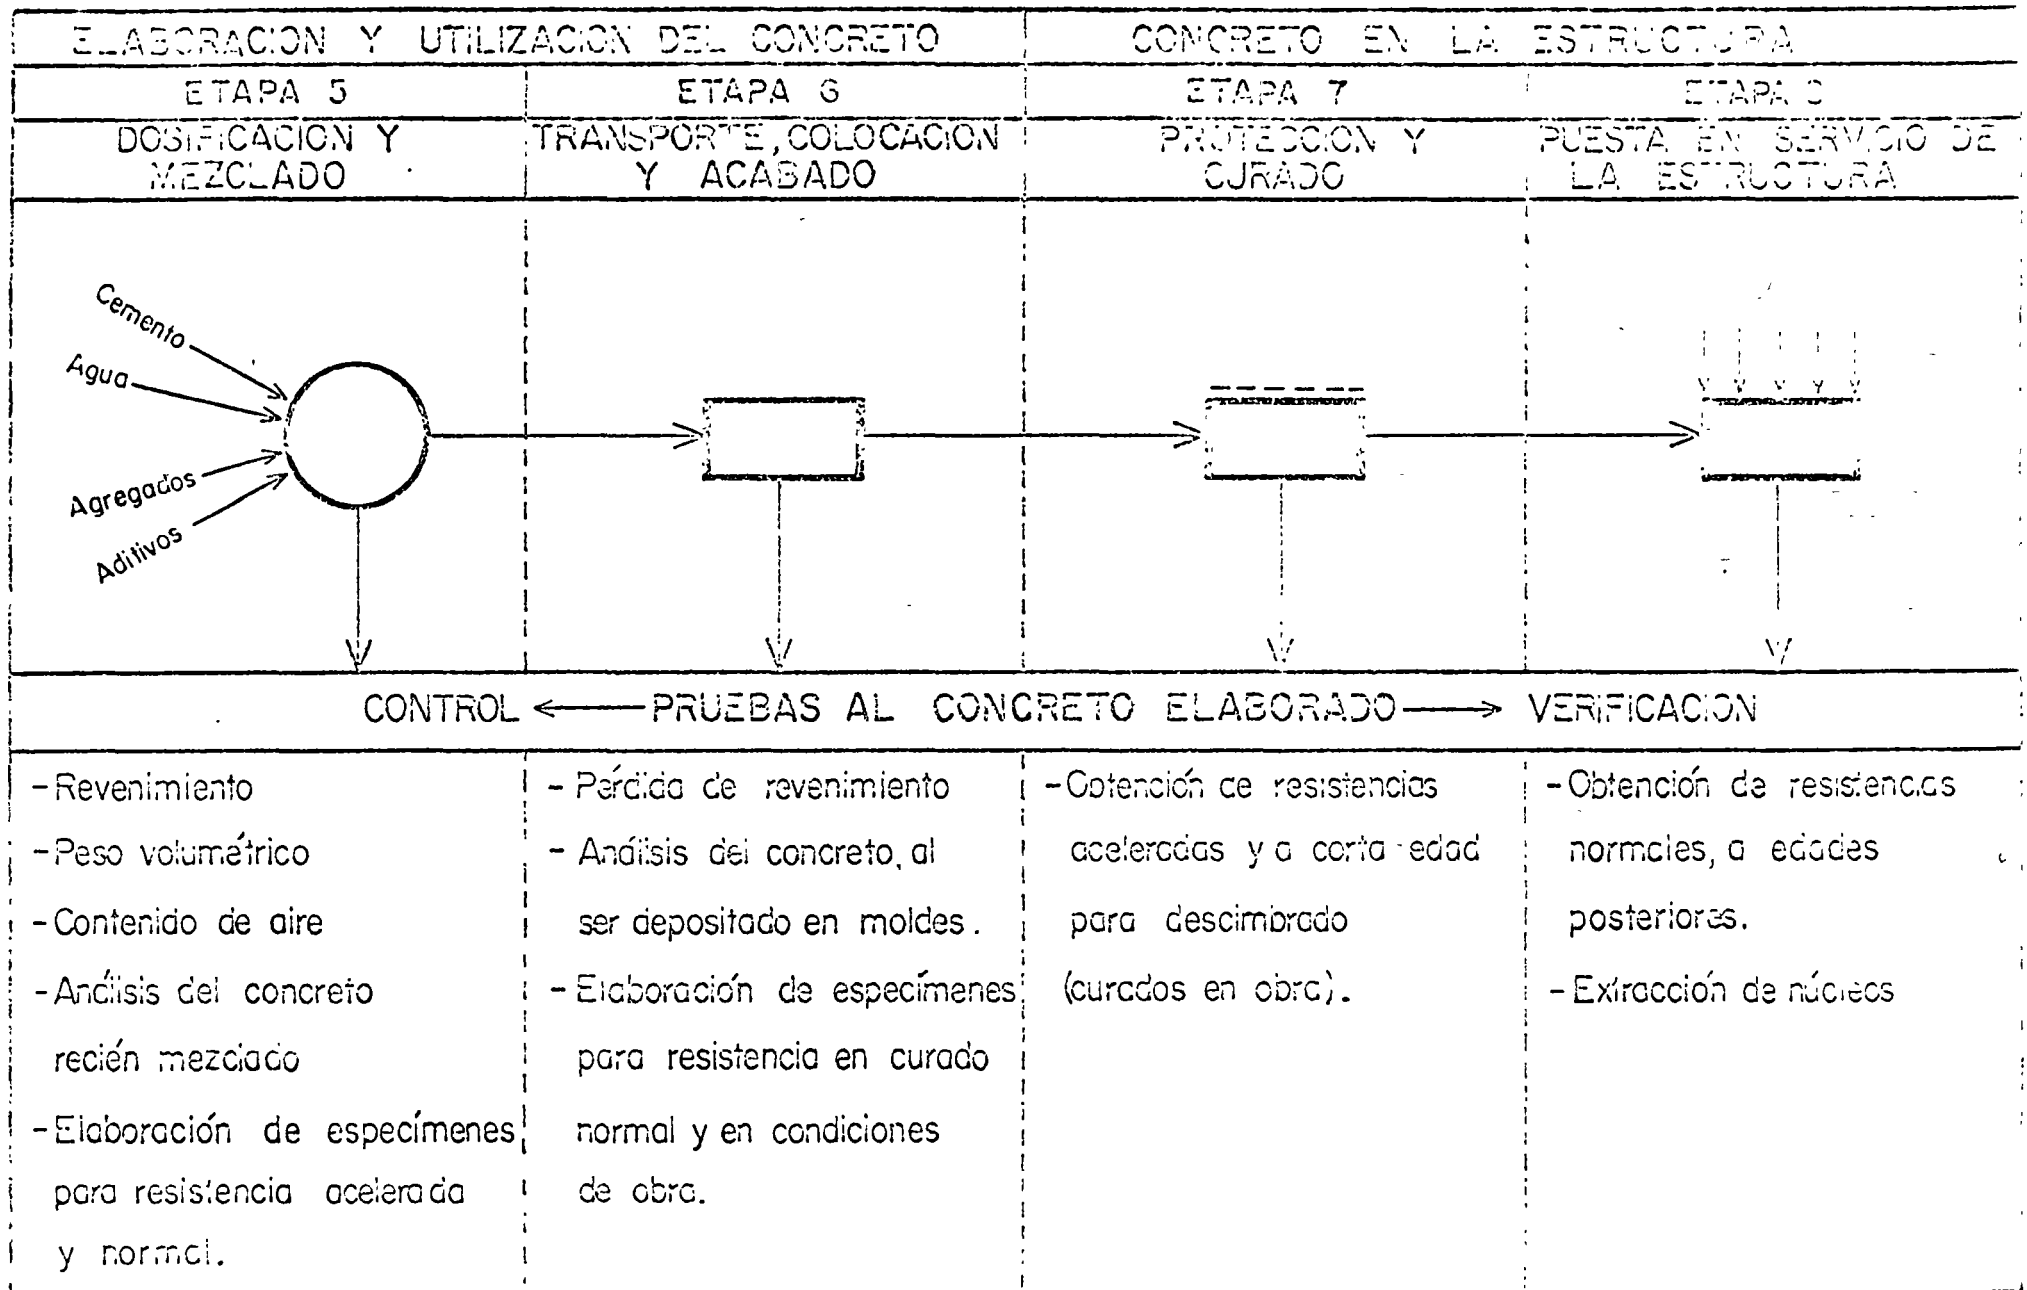 ELABORACION Y UTILIZACION DEL CONCRETO
CONCRETO EN LA ESTRUCTURA
ETAPA 5
ETAPA 6
ETAPA 7
ETAPA 8
DOSIFICACION Y
MEZCLADO
TRANSPORTE, COLOCACION
Y ACABADO
PROTECCION Y
CURADO
PUESTA EN SERVICIO DE
LA ESTRUCTURA
Cemento
Agua
Agregados
Aditivos
CONTROL ← PRUEBAS AL CONCRETO ELABORADO → VERIFICACION
- Revenimiento
- Peso volumétrico
- Contenido de aire
- Análisis del concreto
recién mezclado
- Elaboración de especímenes
para resistencia acelerada
y normal.
- Pérdida de revenimiento
- Análisis del concreto, al
ser depositado en moldes.
- Elaboración de especímenes
para resistencia en curado
normal y en condiciones
de obra.
- Obtención de resistencias
aceleradas y a corta edad
para descimbrado
(curados en obra).
- Obtención de resistencias
normales, a edades
posteriores.
- Extracción de núcleos